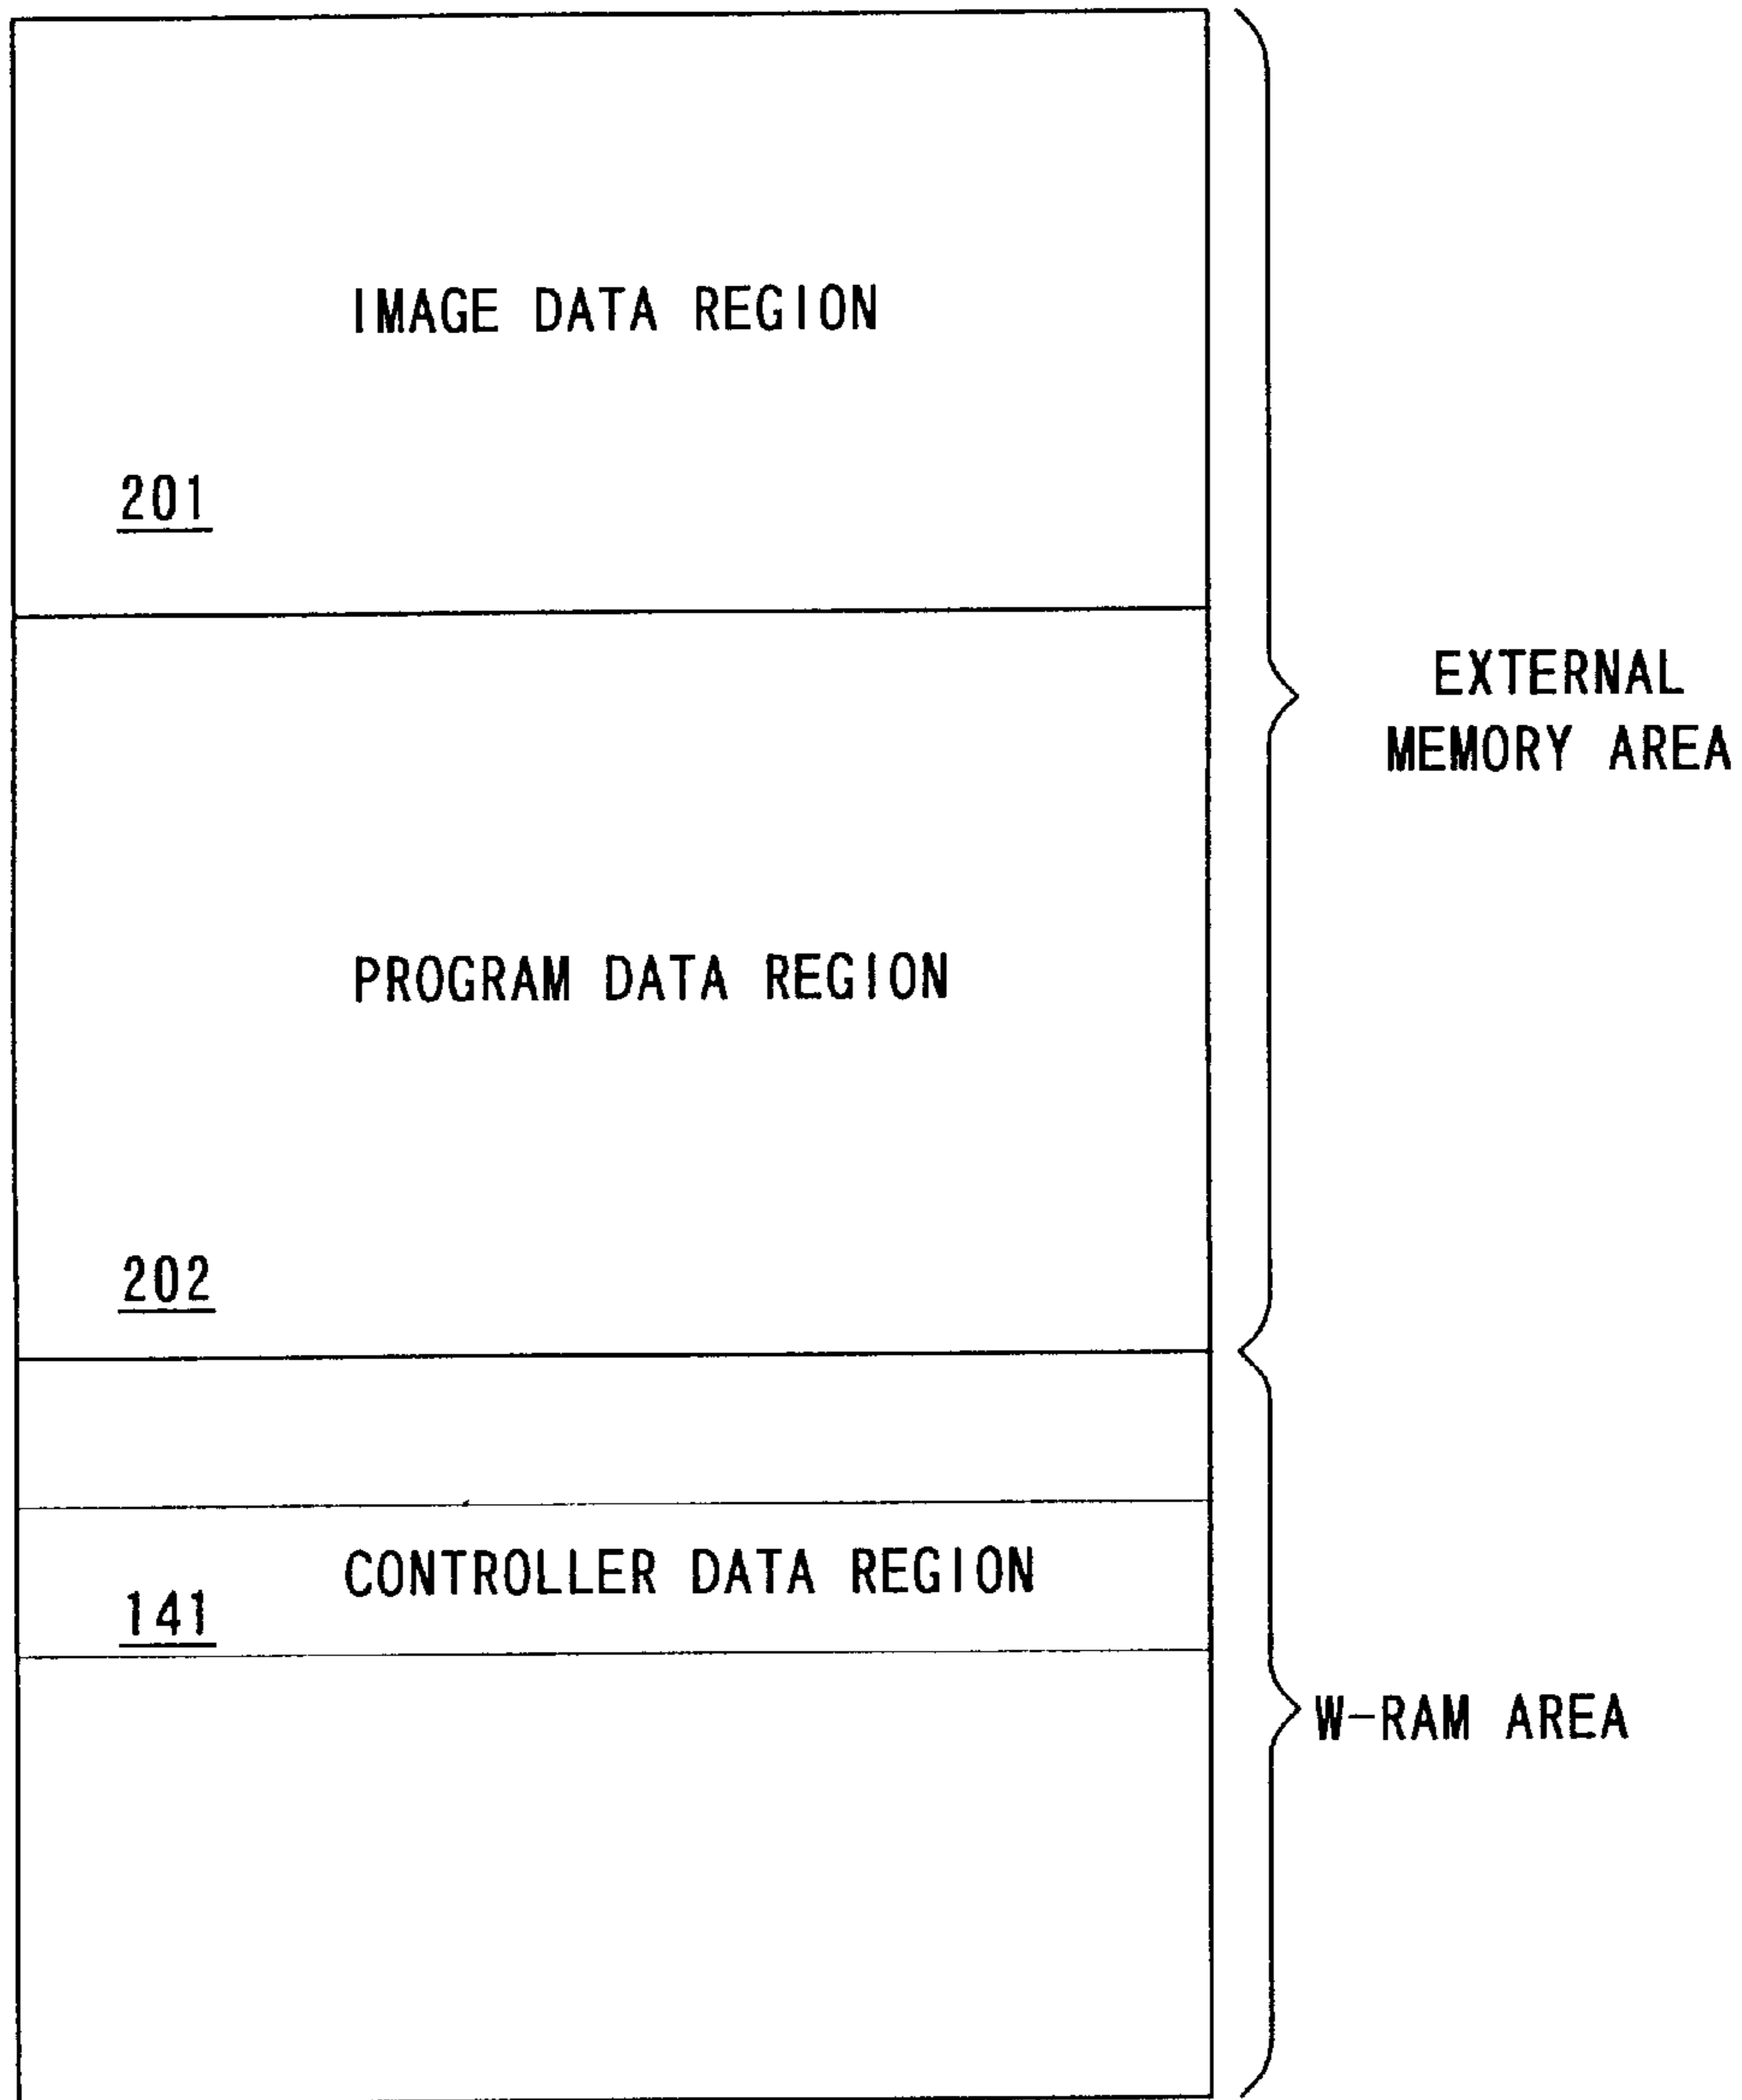 IMAGE DATA REGION
201
EXTERNAL
MEMORY AREA
PROGRAM DATA REGION
202
CONTROLLER DATA REGION
141
W-RAM AREA